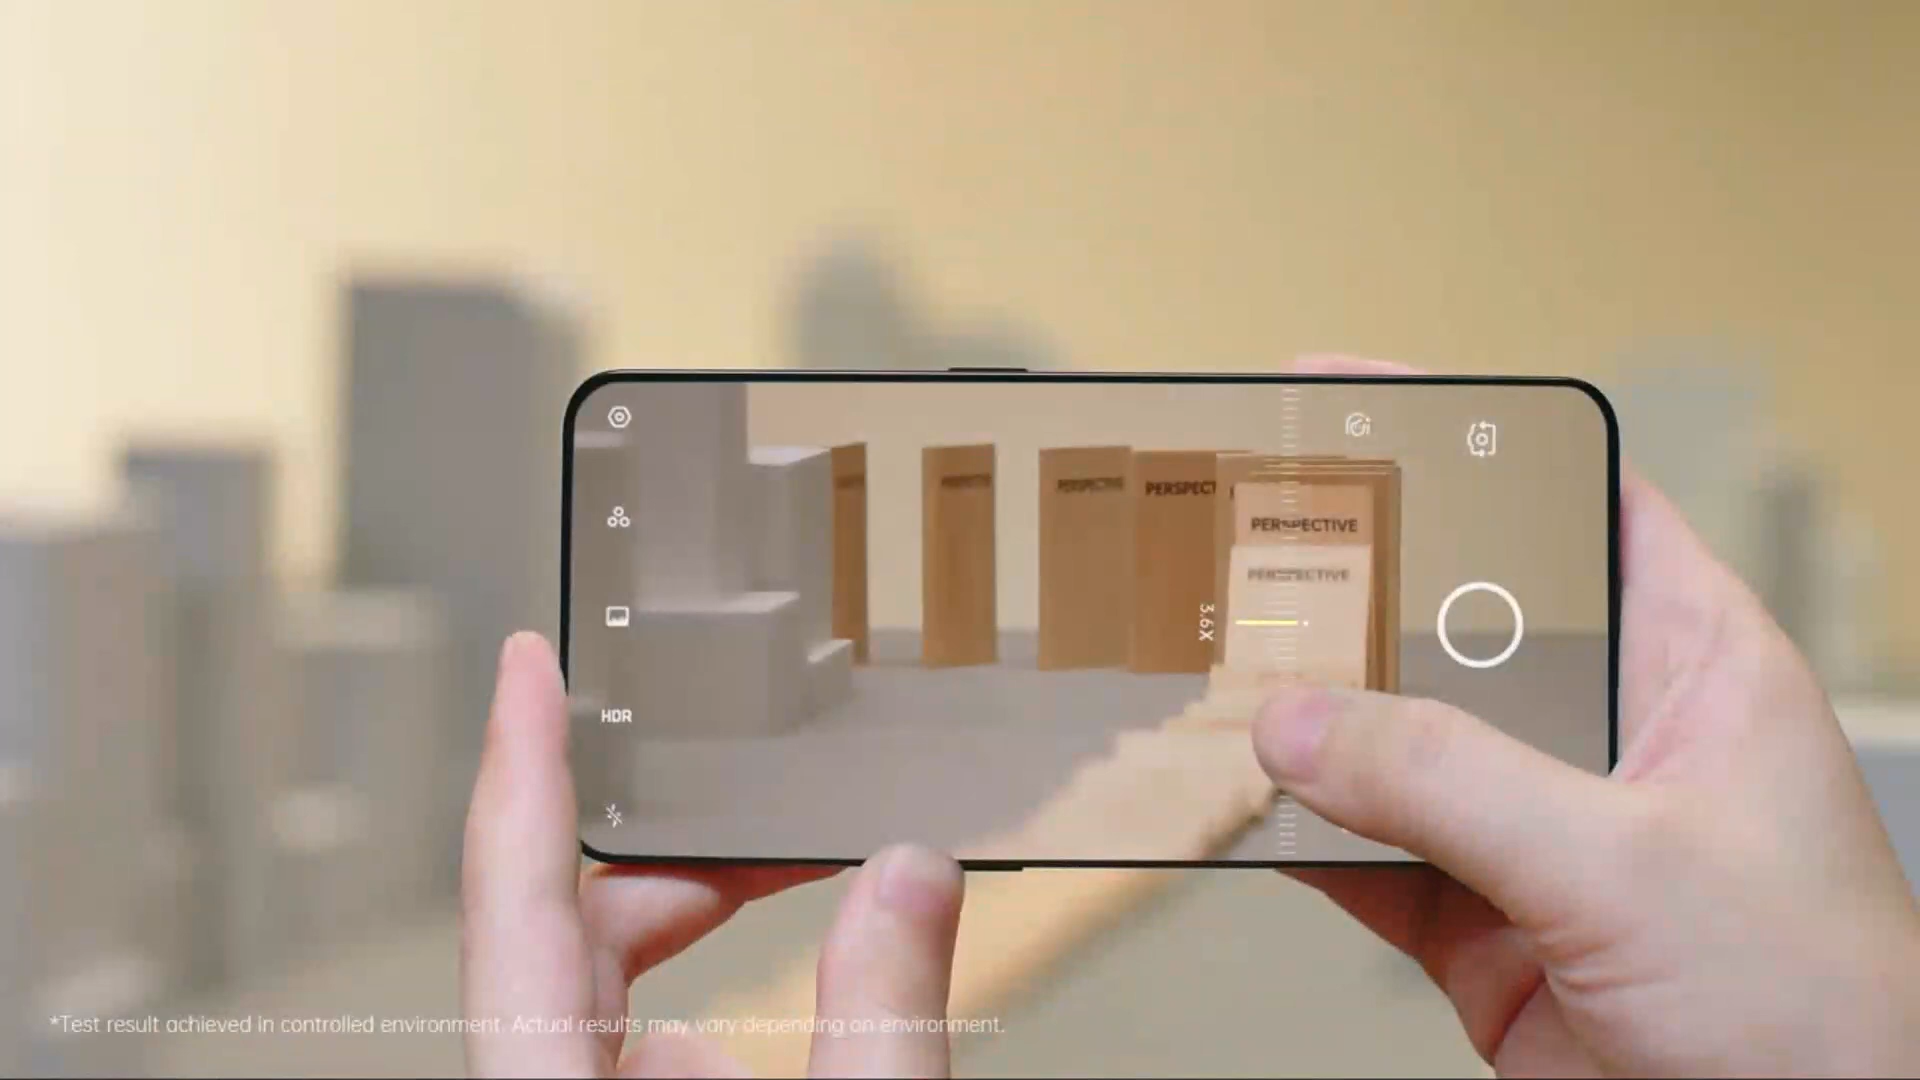 PERSPECTIVE
PERSPECT
PERSPECTIVE
PERSPECTIVE
3.6X
HDR
*Test result achieved in controlled environment. Actual results may vary depending on environment.